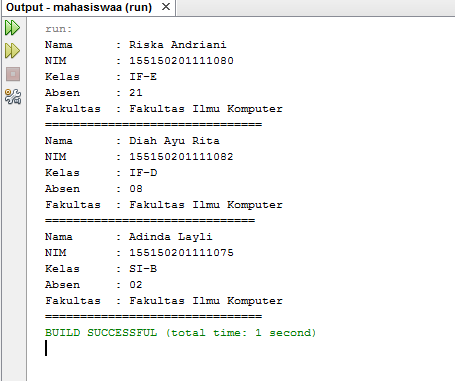 Output - mahasiswaa (run) ×
run:
Nama : Riska Andriani
NIM : 155150201111080
Kelas : IF-E
Absen : 21
Fakultas : Fakultas Ilmu Komputer
===============================
Nama : Diah Ayu Rita
NIM : 155150201111082
Kelas : IF-D
Absen : 08
Fakultas : Fakultas Ilmu Komputer
==============================
Nama : Adinda Layli
NIM : 155150201111075
Kelas : SI-B
Absen : 02
Fakultas : Fakultas Ilmu Komputer
===============================
BUILD SUCCESSFUL (total time: 1 second)